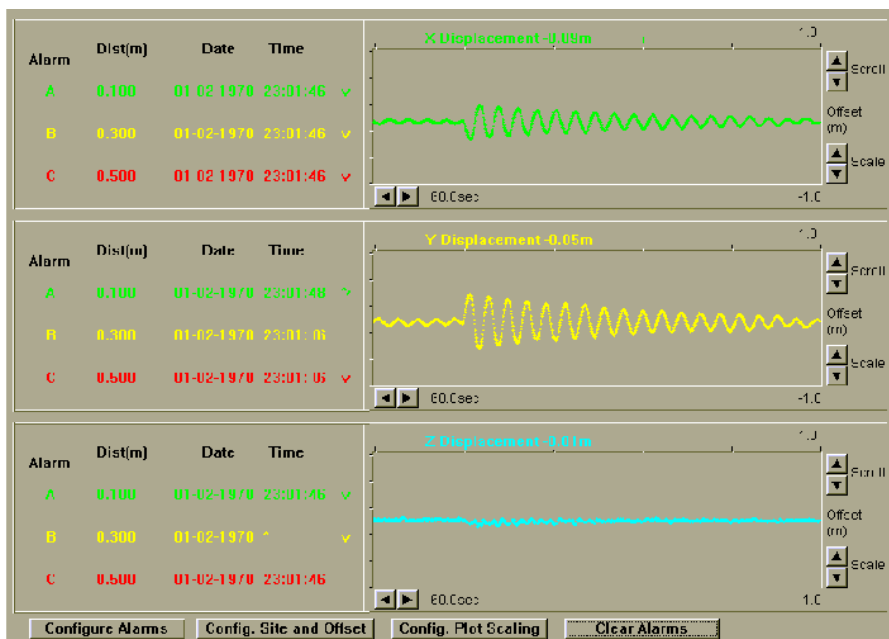 Alarm Dist(m) Date Time
A 0.100 01-02-1970 23:01:46 v
B 0.300 01-02-1970 23:01:46 v
C 0.500 01-02-1970 23:01:46 v
X Displacement -0.09m 1.0
Scroll
Offset
(m)
Scale
60.0sec -1.0
Alarm Dist(m) Date Time
A 0.100 01-02-1970 23:01:48
B 0.300 01-02-1970
C 0.500 01-02-1970 v
Y Displacement -0.05m 1.0
Scroll
Offset
(m)
Scale
60.0sec -1.0
Alarm Dist(m) Date Time
A 0.100 01-02-1970 23:01:46 v
B 0.300 01-02-1970 v
C 0.500 01-02-1970 23:01:46
Z Displacement -0.01m 1.0
Scroll
Offset
(m)
Scale
60.0sec 1.0
Configure Alarms Config. Site and Offset Config. Plot Scaling Clear Alarms